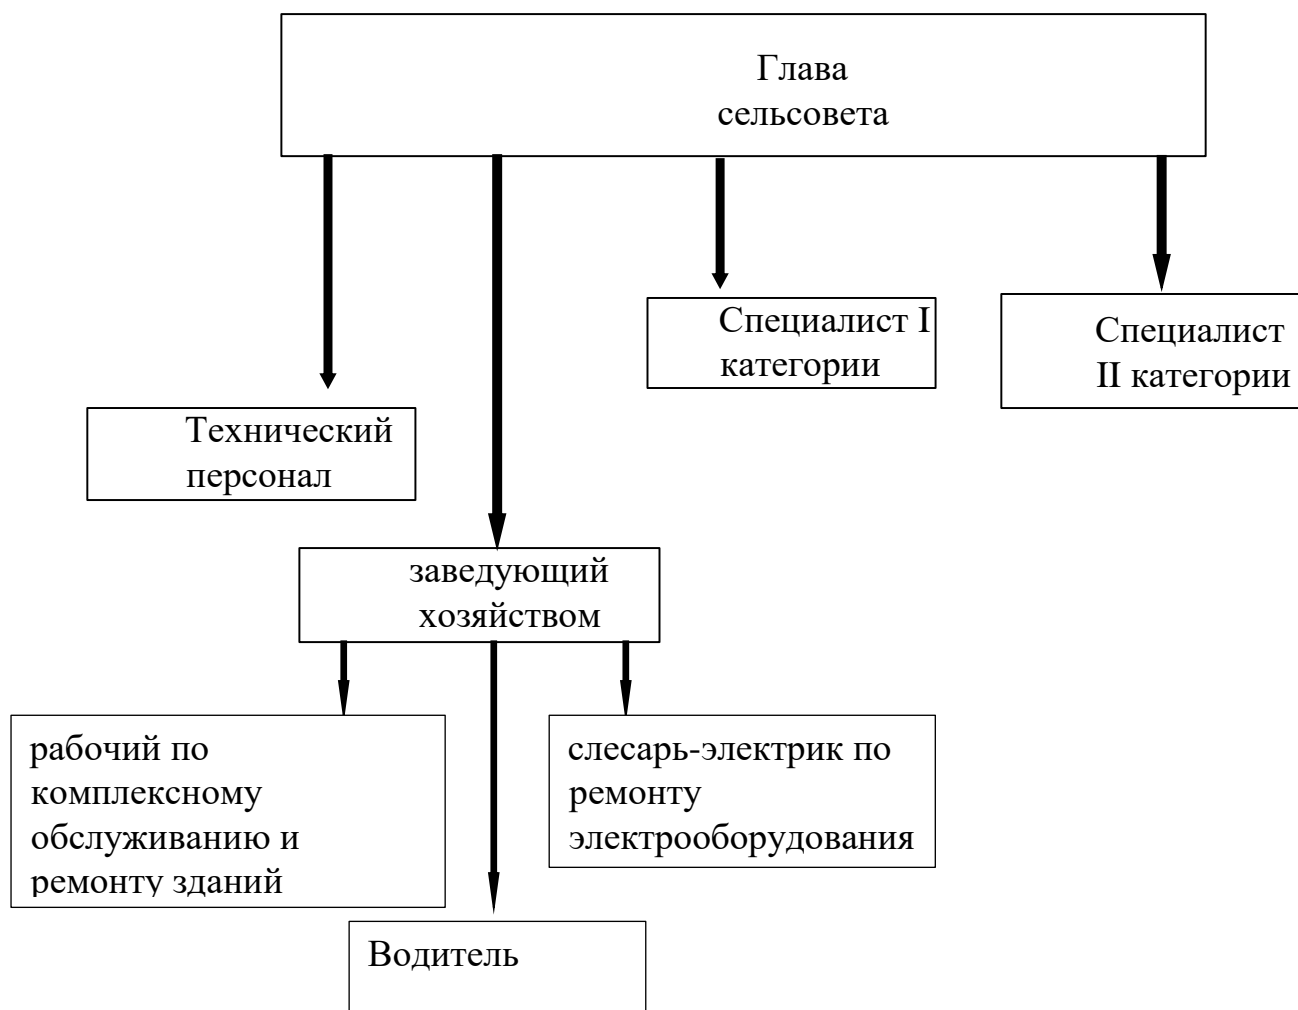 Глава
сельсовета
Специалист I
категории
Специалист
II категории
Технический
персонал
заведующий
хозяйством
рабочий по
комплексному
обслуживанию и
ремонту зданий
слесарь-электрик по
ремонту
электрооборудования
Водитель